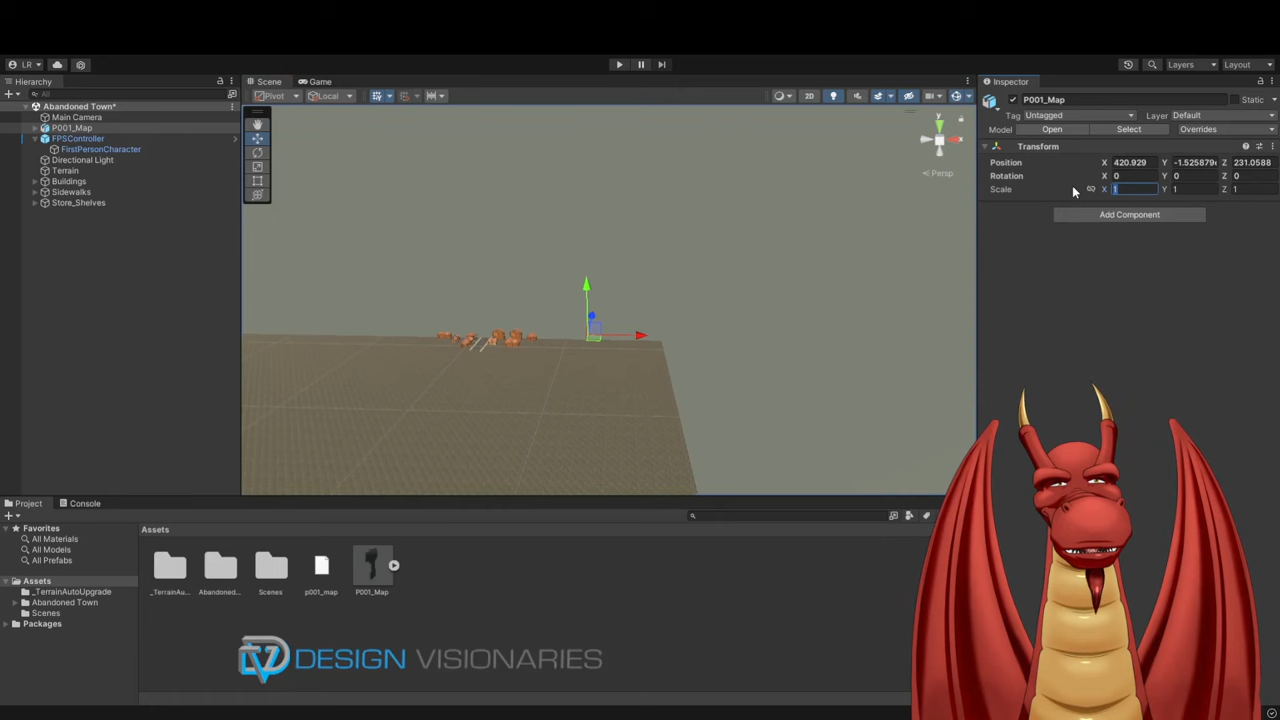 LR
Layers
Layout
Hierarchy
All
Abandoned Town*
Main Camera
P001_Map
FPSController
FirstPersonCharacter
Directional Light
Terrain
Buildings
Sidewalks
Store_Shelves
Scene
Game
Pivot
Local
2D
y
Persp
Inspector
P001_Map
Static
Tag Untagged Layer Default
Model Open Select Overrides
Transform
Position X 420.929 Y -1.525879e Z 231.0588
Rotation X 0 Y 0 Z 0
Scale X 1 Y 1 Z 1
Add Component
Project
Console
Favorites
All Materials
All Models
All Prefabs
Assets
_TerrainAutoUpgrade
Abandoned Town
Scenes
Packages
Assets
_TerrainAu...
Abandoned...
Scenes
p001_map
P001_Map
DV DESIGN VISIONARIES